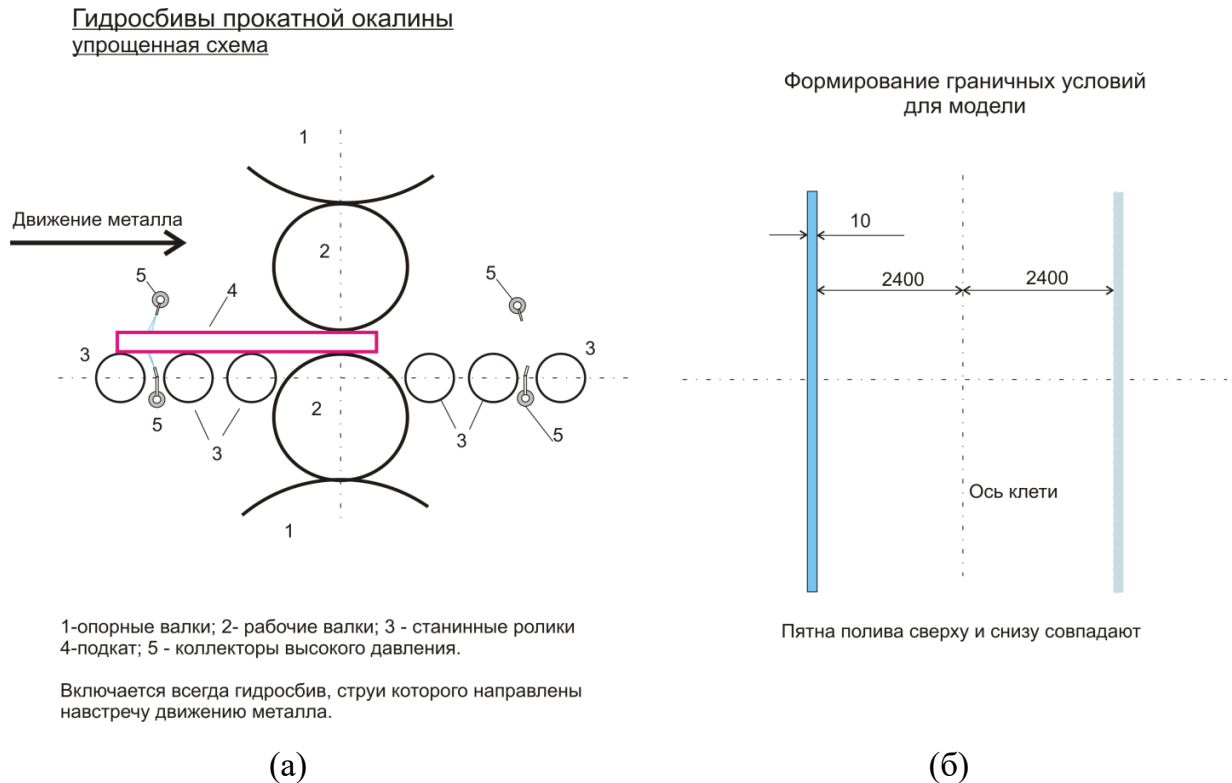 Гидросбивы прокатной окалины
упрощенная схема
1
Движение металла
2
5
4
5
3
3
5
3
2
3
5
1
1-опорные валки; 2- рабочие валки; 3 - станинные ролики
4-подкат; 5 - коллекторы высокого давления.
Включается всегда гидросбив, струи которого направлены
навстречу движению металла.
(а)
Формирование граничных условий
для модели
10
2400
2400
Ось клети
Пятна полива сверху и снизу совпадают
(б)